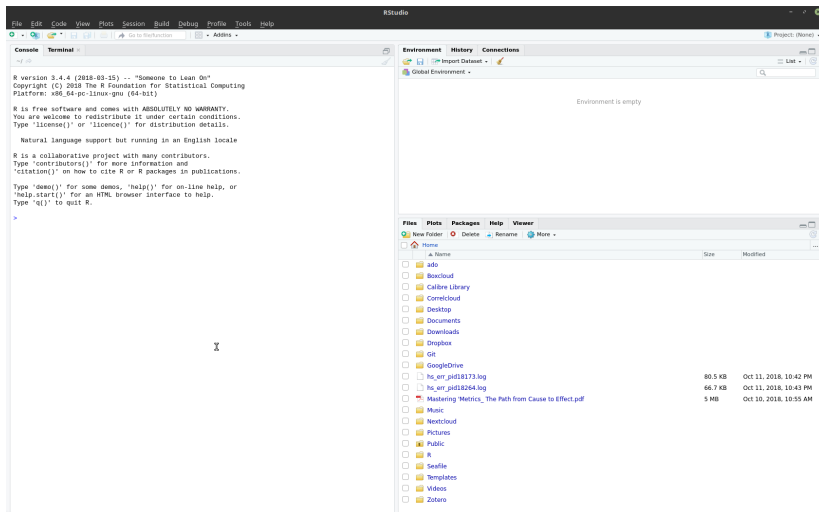 RStudio
File Edit Code View Plots Session Build Debug Profile Tools Help
Go to file/function Addins Project: (None)
Console Terminal
~/
R version 3.4.4 (2018-03-15) -- "Someone to Lean On"
Copyright (C) 2018 The R Foundation for Statistical Computing
Platform: x86_64-pc-linux-gnu (64-bit)
R is free software and comes with ABSOLUTELY NO WARRANTY.
You are welcome to redistribute it under certain conditions.
Type 'license()' or 'licence()' for distribution details.
Natural language support but running in an English locale
R is a collaborative project with many contributors.
Type 'contributors()' for more information and
'citation()' on how to cite R or R packages in publications.
Type 'demo()' for some demos, 'help()' for on-line help, or
'help.start()' for an HTML browser interface to help.
Type 'q()' to quit R.
>
Environment History Connections
Import Dataset List
Global Environment
Environment is empty
Files Plots Packages Help Viewer
New Folder Delete Rename More
Home ...
Name Size Modified
ado
Boxcloud
Calibre Library
Correlcloud
Desktop
Documents
Downloads
Dropbox
Git
GoogleDrive
hs_err_pid18173.log 80.5 KB Oct 11, 2018, 10:42 PM
hs_err_pid18264.log 66.7 KB Oct 11, 2018, 10:43 PM
Mastering 'Metrics_ The Path from Cause to Effect.pdf 5 MB Oct 10, 2018, 10:55 AM
Music
Nextcloud
Pictures
Public
R
Seafile
Templates
Videos
Zotero